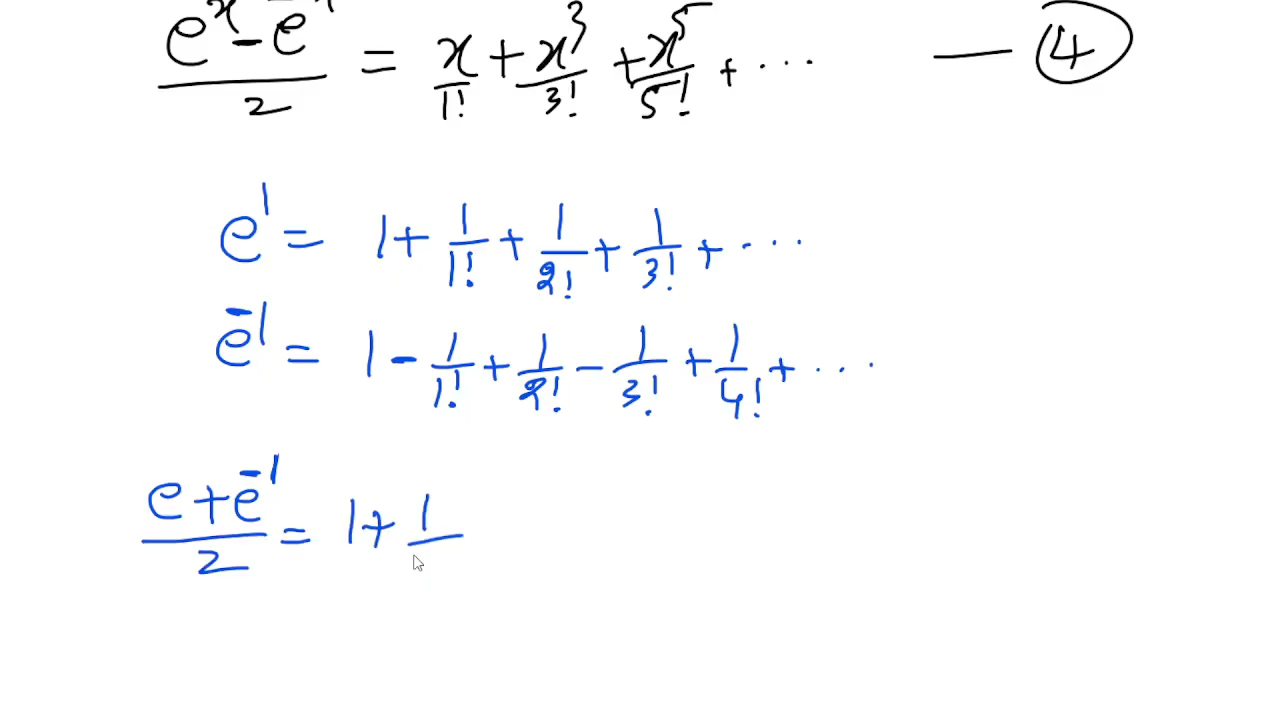 (e^x - e^-x)/2 = x/1! + x^3/3! + x^5/5! + ... — ④
e^1 = 1 + 1/1! + 1/2! + 1/3! + ...
e^-1 = 1 - 1/1! + 1/2! - 1/3! + 1/4! + ...
(e + e^-1)/2 = 1 + 1/